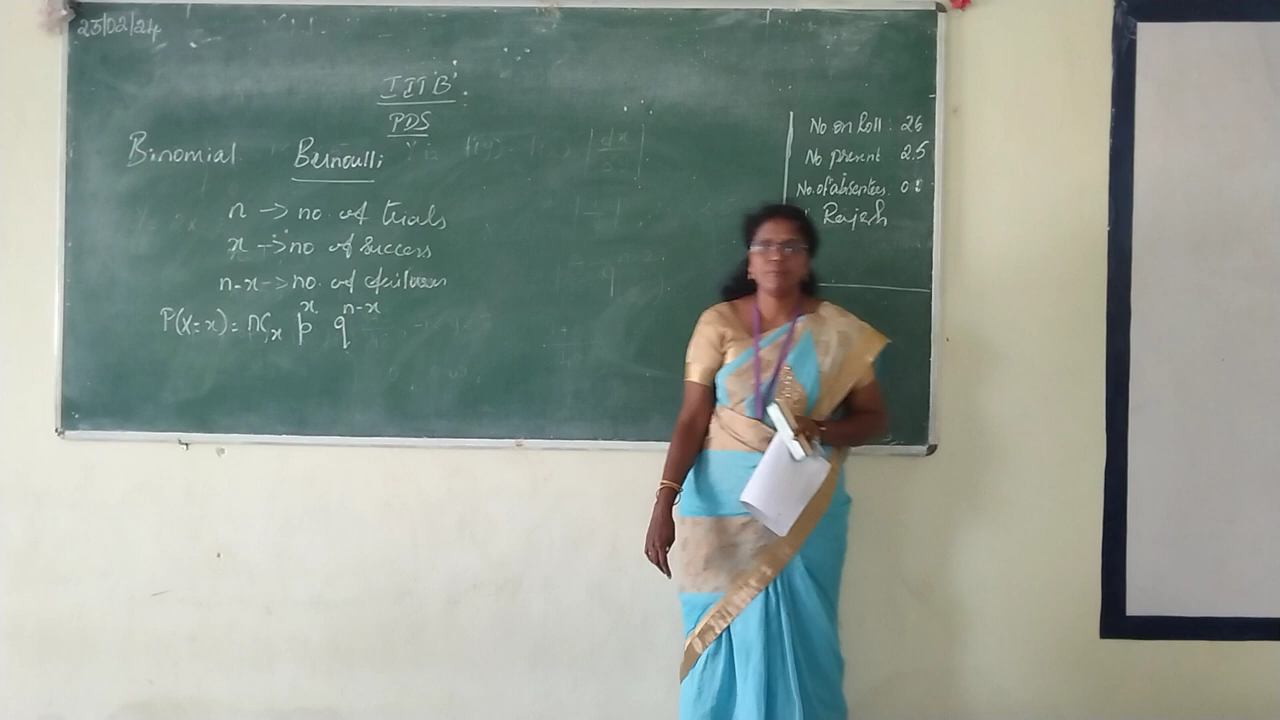 23/02/24
IIT B'
PDS
Binomial Bernoulli
n -> no. of trials
x -> no of success
n-x -> no. of failures
P(X=x) = nCx p^x q^n-x
No on Roll : 26
No present 25
No. of absentees. 01
Rajesh